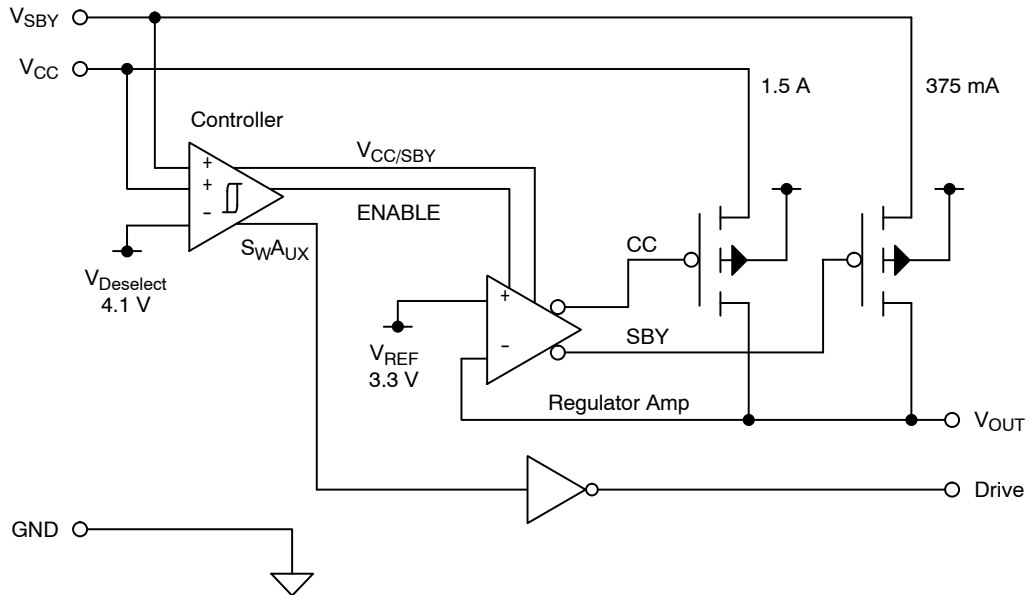 VSBY
VCC
1.5 A
375 mA
Controller
VCC/SBY
+
+
-
ENABLE
SWAUX
CC
VDeselect
4.1 V
+
-
SBY
VREF
3.3 V
Regulator Amp
VOUT
Drive
GND